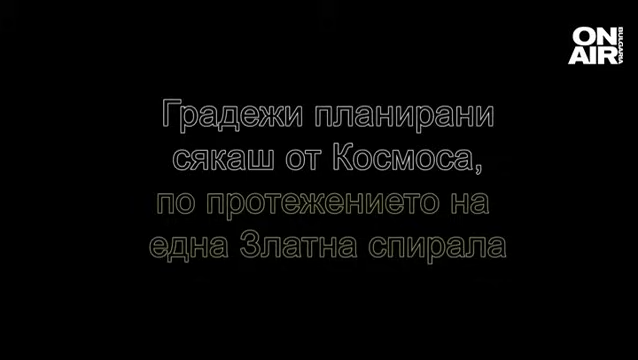 ON
AIR
BULGARIA
Градежи планирани
сякаш от Космоса,
по протежението на
една Златна спирала